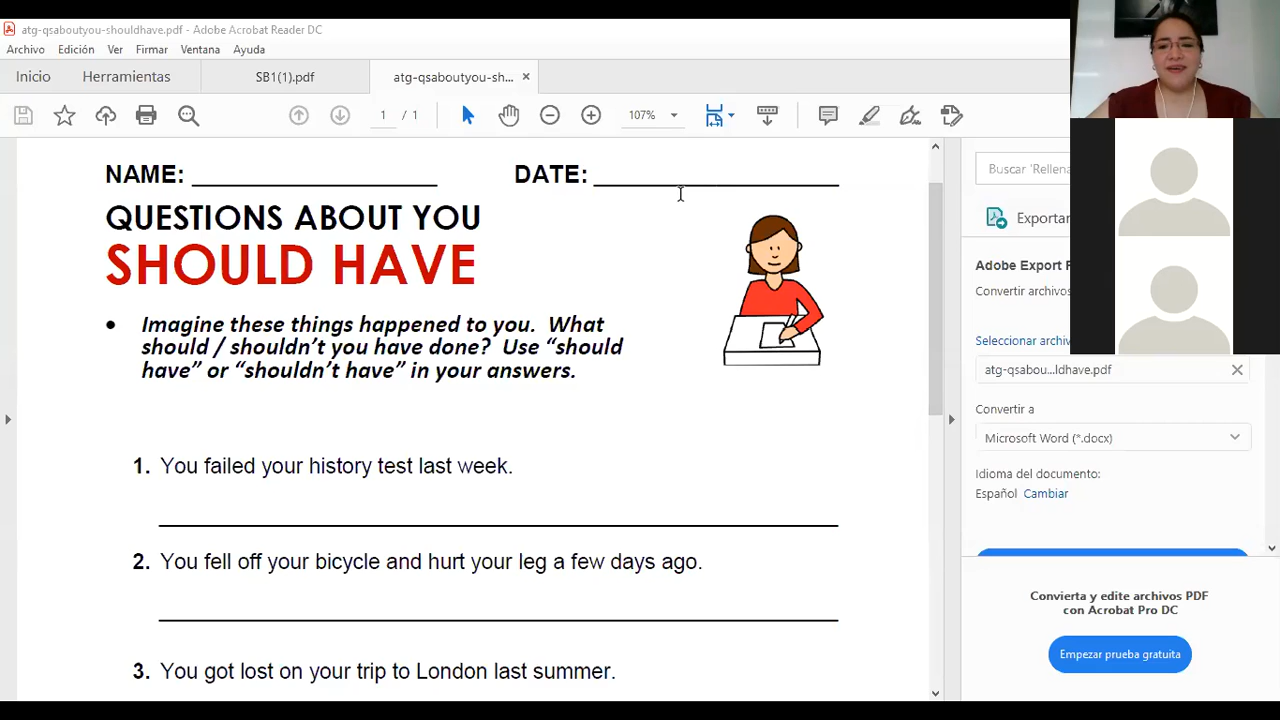 atg-qsaboutyou-shouldhave.pdf - Adobe Acrobat Reader DC
Archivo Edición Ver Firmar Ventana Ayuda
Inicio Herramientas SB1(1).pdf atg-qsaboutyou-sh... ×
1 / 1 107%
NAME: ____________ DATE: ____________
QUESTIONS ABOUT YOU
SHOULD HAVE
• Imagine these things happened to you. What
should / shouldn't you have done? Use “should
have” or “shouldn't have” in your answers.
1. You failed your history test last week.
2. You fell off your bicycle and hurt your leg a few days ago.
3. You got lost on your trip to London last summer.
Buscar 'Rellena
Exportar
Adobe Export
Convertir archivos
Seleccionar archiv
atg-qsabou...ldhave.pdf
Convertir a
Microsoft Word (*.docx)
Idioma del documento:
Español Cambiar
Convierta y edite archivos PDF
con Acrobat Pro DC
Empezar prueba gratuita